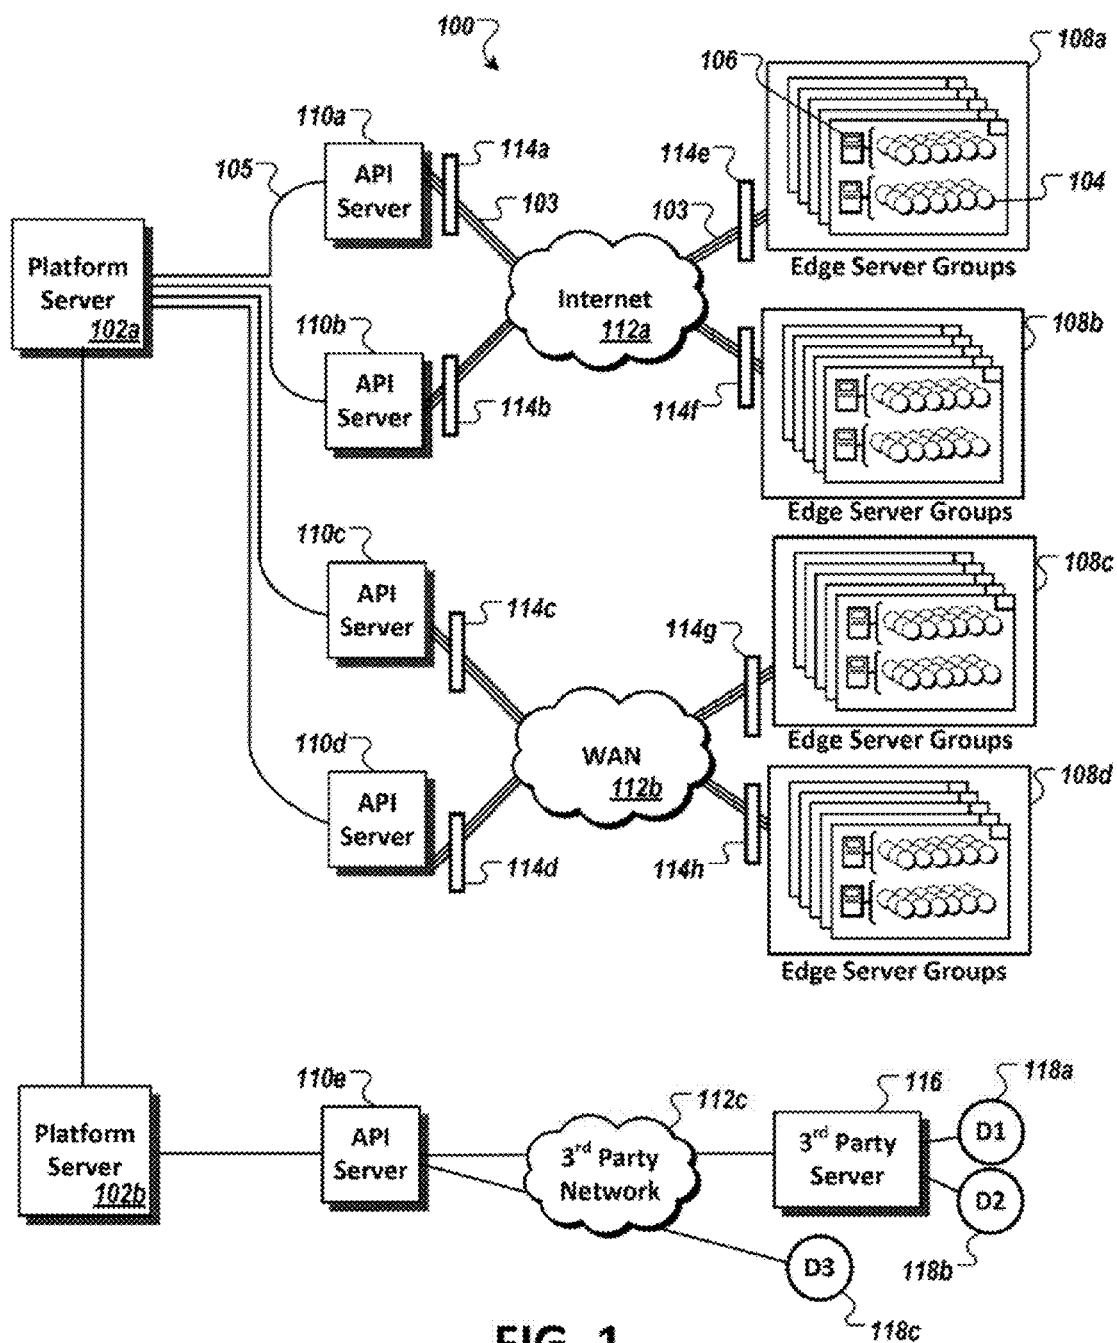 100
108a
106
110a
114a
114e
105
API
Server
103
103
104
Platform
Server
102a
Edge Server Groups
Internet
112a
110b
108b
API
Server
114b
114f
Edge Server Groups
110c
108c
API
Server
114c
114g
Edge Server Groups
110d
WAN
112b
108d
API
Server
114d
114h
Edge Server Groups
110e
112c
116
118a
Platform
Server
102b
API
Server
3rd Party
Network
3rd Party
Server
D1
D2
118b
D3
118c
FIG. 1